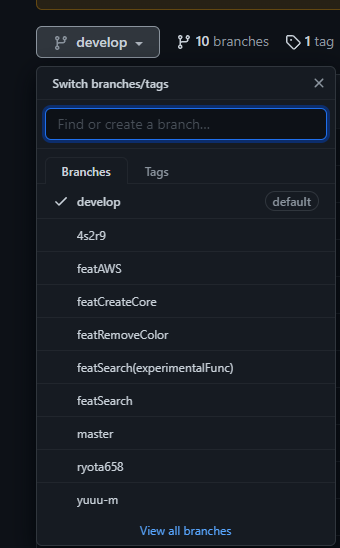 develop 10 branches 1 tag
Switch branches/tags
Find or create a branch...
Branches Tags
develop default
4s2r9
featAWS
featCreateCore
featRemoveColor
featSearch(experimentalFunc)
featSearch
master
ryota658
yuuu-m
View all branches